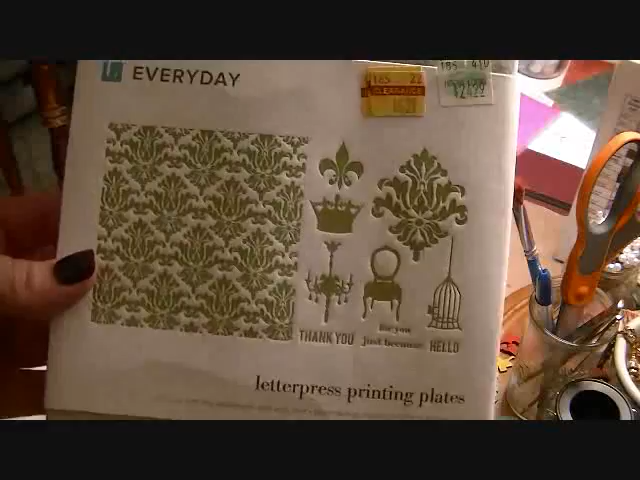 EVERYDAY
CLEARANCE
THANK YOU
for you
just because
HELLO
letterpress printing plates